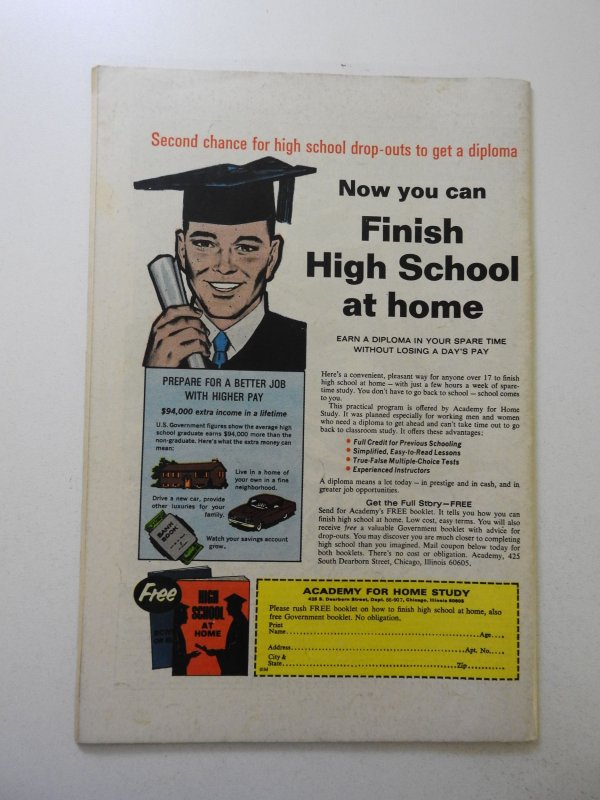 Second chance for high school drop-outs to get a diploma
Now you can
Finish
High School
at home
EARN A DIPLOMA IN YOUR SPARE TIME
WITHOUT LOSING A DAY'S PAY
Here's a convenient, pleasant way for anyone over 17 to finish
high school at home — with just a few hours a week of spare-
time study. You don't have to go back to school — school comes
to you.
This practical program is offered by Academy for Home
Study. It was planned especially for working men and women
who need a diploma to get ahead and can't take time out to go
back to classroom study. It offers these advantages:
• Full Credit for Previous Schooling
• Simplified, Easy-to-Read Lessons
• True-False Multiple-Choice Tests
• Experienced Instructors
A diploma means a lot today — in prestige and in cash, and in
greater job opportunities.
Get the Full Story—FREE
Send for Academy's FREE booklet. It tells you how you can
finish high school at home. Low cost, easy terms. You will also
receive free a valuable Government booklet with advice for
drop-outs. You may discover you are much closer to completing
high school than you imagined. Mail coupon below today for
both booklets. There's no cost or obligation. Academy, 425
South Dearborn Street, Chicago, Illinois 60605.
PREPARE FOR A BETTER JOB
WITH HIGHER PAY
$94,000 extra income in a lifetime
U.S. Government figures show the average high
school graduate earns $94,000 more than the
non-graduate. Here's what the extra money can
mean:
Live in a home of
your own in a fine
neighborhood.
Drive a new car, provide
other luxuries for your
family.
BANK
BOOK
Watch your savings account
grow.
Free
HIGH
SCHOOL
AT
HOME
ACADEMY FOR HOME STUDY
425 S. Dearborn Street, Dept. Chicago, Illinois 60605
Please rush FREE booklet on how to finish high school at home, also
free Government booklet. No obligation.
Print
Name Age
Address Apt. No.
City &
State Zip